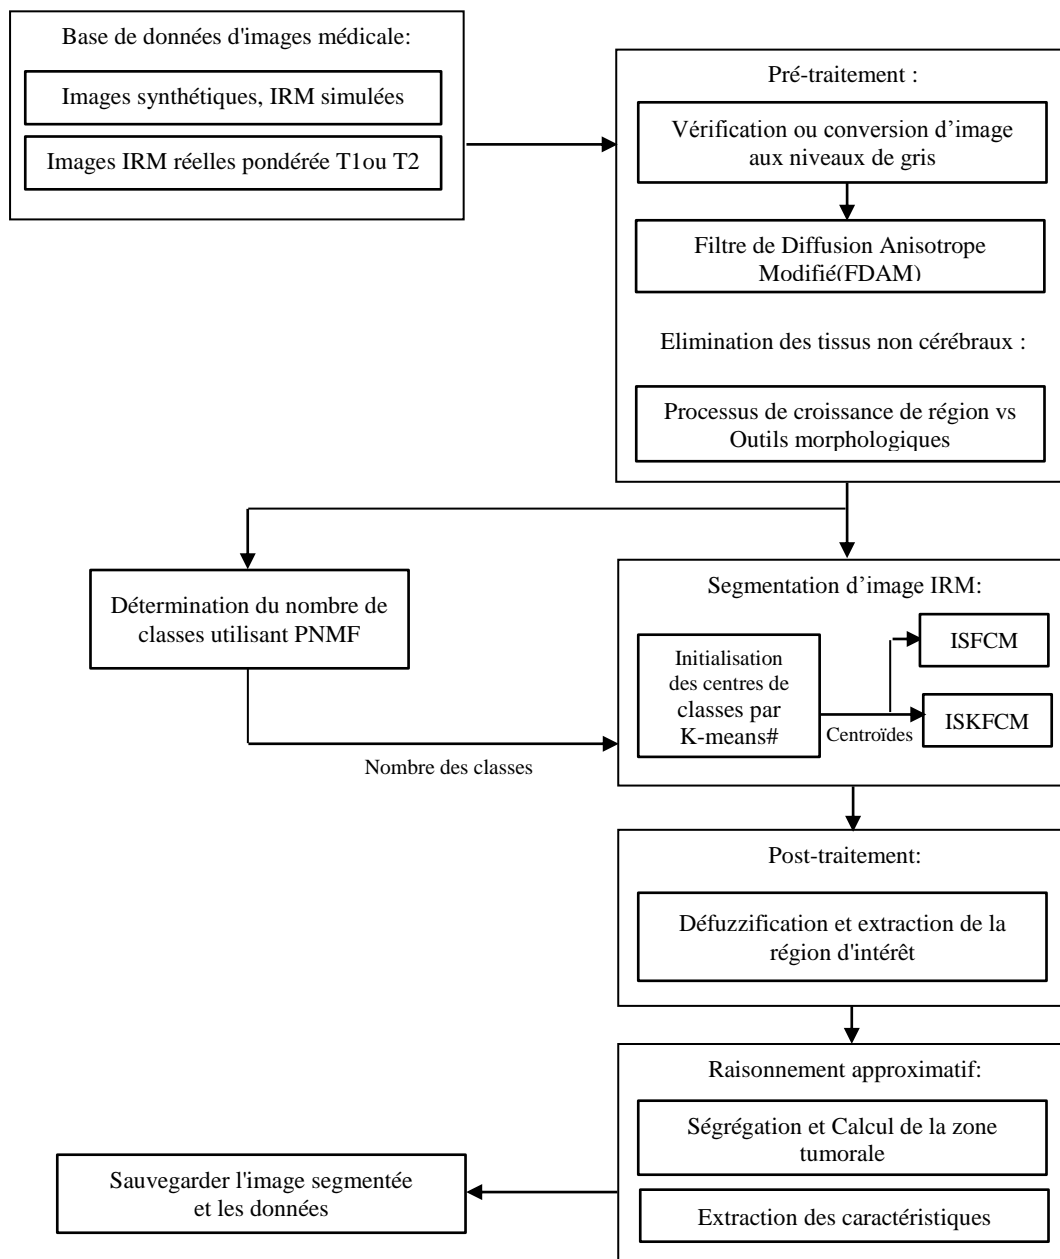 Base de données d'images médicale:
Images synthétiques, IRM simulées
Images IRM réelles pondérée T1ou T2
Pré-traitement :
Vérification ou conversion d’image
aux niveaux de gris
Filtre de Diffusion Anisotrope
Modifié(FDAM)
Elimination des tissus non cérébraux :
Processus de croissance de région vs
Outils morphologiques
Détermination du nombre de
classes utilisant PNMF
Nombre des classes
Segmentation d’image IRM:
Initialisation
des centres de
classes par
K-means#
Centroïdes
ISFCM
ISKFCM
Post-traitement:
Défuzzification et extraction de la
région d'intérêt
Raisonnement approximatif:
Ségrégation et Calcul de la zone
tumorale
Extraction des caractéristiques
Sauvegarder l'image segmentée
et les données